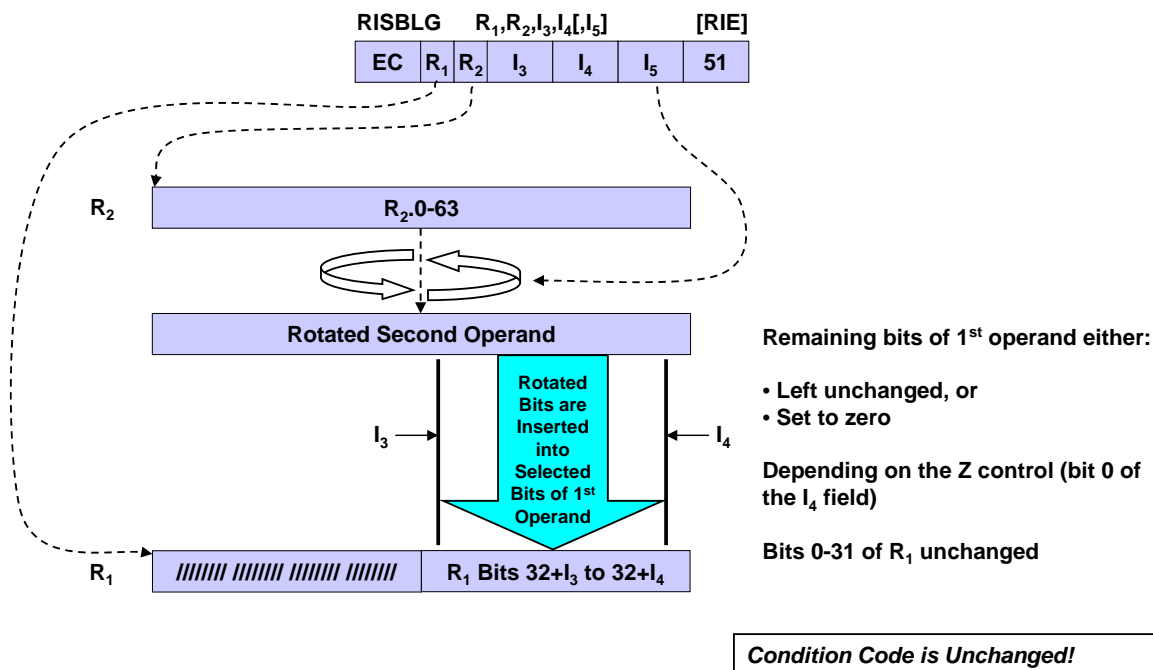 RISBLG R₁,R₂,I₃,I₄[,I₅] [RIE]
EC R₁ R₂ I₃ I₄ I₅ 51
R₂ R₂.0-63
Rotated Second Operand
Rotated
Bits are
Inserted
into
Selected
Bits of 1ˢᵗ
Operand
I₃ I₄
R₁ //////// //////// //////// //////// R₁ Bits 32+I₃ to 32+I₄
Remaining bits of 1ˢᵗ operand either:
• Left unchanged, or
• Set to zero
Depending on the Z control (bit 0 of
the I₄ field)
Bits 0-31 of R₁ unchanged
Condition Code is Unchanged!